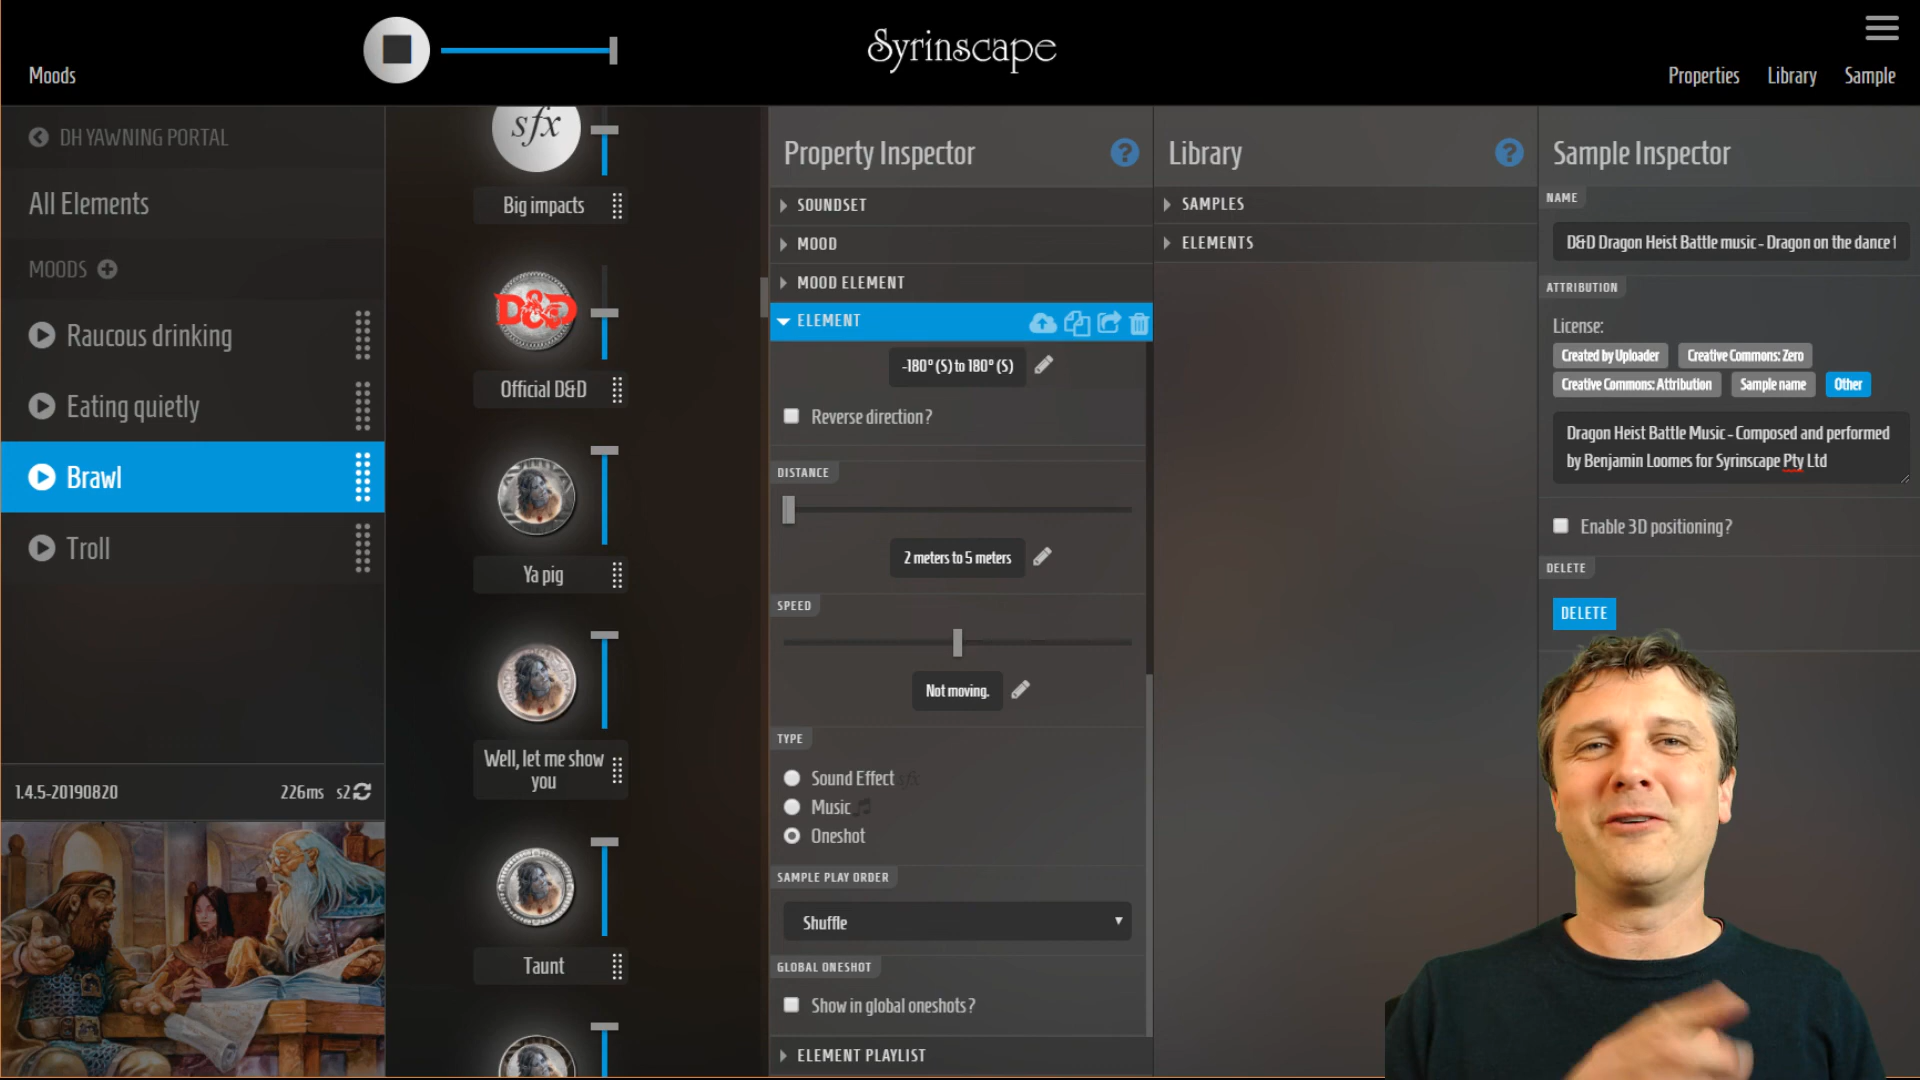 Moods
Syrinscape
Properties
Library
Sample
DH YAWNING PORTAL
All Elements
MOODS
Raucous drinking
Eating quietly
Brawl
Troll
1.4.5-20190820
226ms
s2
sfx
Big impacts
D&D
Official D&D
Ya pig
Well, let me show
you
Taunt
Property Inspector
?
SOUNDSET
MOOD
MOOD ELEMENT
ELEMENT
-180° (S) to 180° (S)
Reverse direction?
DISTANCE
2 meters to 5 meters
SPEED
Not moving.
TYPE
Sound Effect sfx
Music
Oneshot
SAMPLE PLAY ORDER
Shuffle
GLOBAL ONESHOT
Show in global oneshots?
ELEMENT PLAYLIST
Library
?
SAMPLES
ELEMENTS
Sample Inspector
NAME
D&D Dragon Heist Battle music - Dragon on the dance
ATTRIBUTION
License:
Created by Uploader
Creative Commons: Zero
Creative Commons: Attribution
Sample name
Other
Dragon Heist Battle Music - Composed and performed
by Benjamin Loomes for Syrinscape Pty Ltd
Enable 3D positioning?
DELETE
DELETE